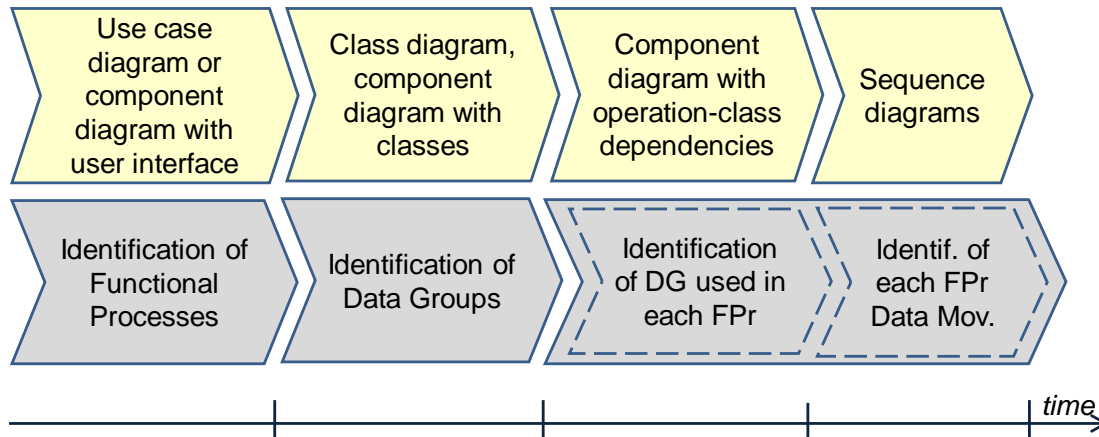 Use case
diagram or
component
diagram with
user interface
Class diagram,
component
diagram with
classes
Component
diagram with
operation-class
dependencies
Sequence
diagrams
Identification of
Functional
Processes
Identification of
Data Groups
Identification
of DG used in
each FPr
Identif. of
each FPr
Data Mov.
time